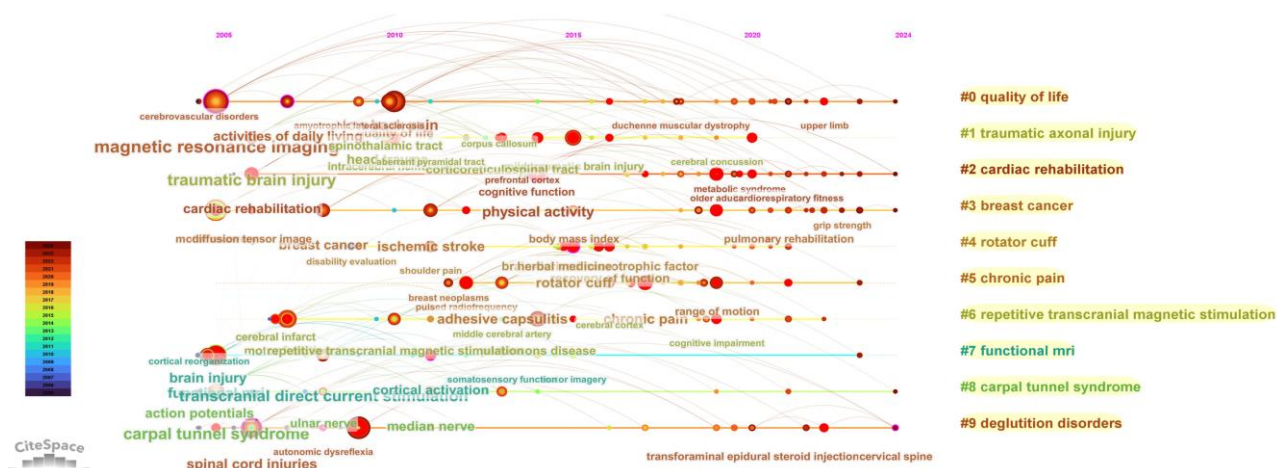 2005 2010 2015 2020 2024
cerebrovascular disorders
#0 quality of life
amyotrophic lateral sclerosis
activities of daily living
quality of life
duchenne muscular dystrophy
upper limb
#1 traumatic axonal injury
magnetic resonance imaging
spinothalamic tract
corpus callosum
head trauma
aberrant pyramidal tract
corticoreticulospinal tract
brain injury
cerebral concussion
#2 cardiac rehabilitation
traumatic brain injury
prefrontal cortex
cognitive function
metabolic syndrome
cardiorespiratory fitness
cardiac rehabilitation
physical activity
#3 breast cancer
grip strength
diffusion tensor image
breast cancer
ischemic stroke
body mass index
pulmonary rehabilitation
#4 rotator cuff
disability evaluation
shoulder pain
herbal medicine
rotator cuff
#5 chronic pain
breast neoplasms
pulsed radiofrequency
adhesive capsulitis
chronic pain
range of motion
#6 repetitive transcranial magnetic stimulation
cerebral infarct
middle cerebral artery
cerebral cortex
cognitive impairment
repetitive transcranial magnetic stimulation
cortical reorganization
#7 functional mri
brain injury
somatosensory function
transcranial direct current stimulation
cortical activation
#8 carpal tunnel syndrome
action potentials
ulnar nerve
median nerve
carpal tunnel syndrome
#9 deglutition disorders
autonomic dysreflexia
spinal cord injuries
transforaminal epidural steroid injection
cervical spine
CiteSpace